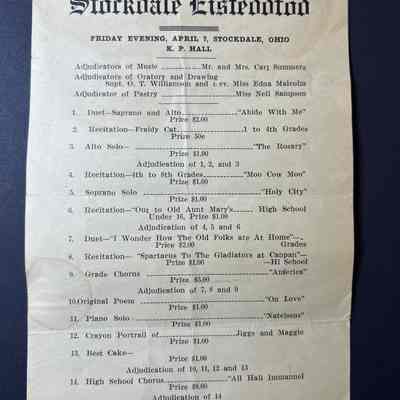 Stockdale Eisteddfod
FRIDAY EVENING, APRIL 7, STOCKDALE, OHIO
K. P. HALL
Adjudicators of Music Mr. and Mrs. Carl Summers
Adjudicators of Oratory and Drawing
Supt. O. T. Williamson and Miss Edna Malcolm
Adjudicator of Pastry Miss Nell Sampson
1. Duet—Saprano and Alto "Abide With Me"
Prize $2.00
2. Recitation—Fraidy Cat 1 to 4th Grades
Prize 50c
3. Alto Solo— "The Rosary"
Prize $1.00
Adjudication of 1, 2, and 3
4. Recitation—4th to 8th Grades "Moo Cow Moo"
Prize $1.00
5. Saprano Solo "Holy City"
Prize $1.00
6. Recitation—"Out to Old Aunt Mary's High School
Under 16, Prize $1.00
Adjudication of 4, 5 and 6
7. Duet—"I Wonder How The Old Folks are At Home"—
Prize $2.00 Grades
8. Recitation— "Spartacus To The Gladiators at Canpau"—
Prize $1.00 —HI School
9. Grade Chorus "America"
Prize $5.00
Adjudication of 7, 8 and 9
10. Original Poem "On Love"
Prize $1.00
11. Piano Solo
Prize $1.00
12. Crayon Portrait of Jiggs and Maggie
Prize $1.00
13. Best Cake—
Prize $1.00
Adjudication of 10, 11, 12 and 13
14. High School Chorus "All Hail Immanuel
Prize
Adjudication of 14